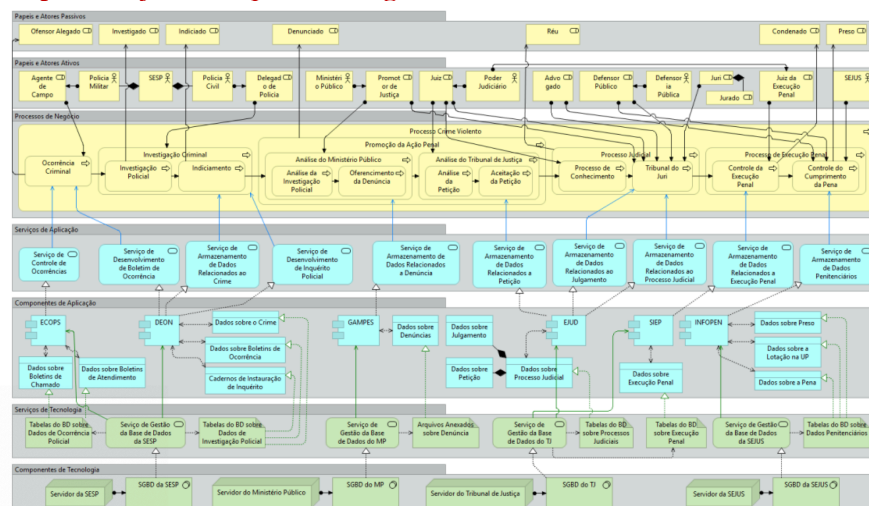 Papeis e Atores Passivos
Ofensor Alegado
Investigado
Indiciado
Denunciado
Réu
Condenado
Preso
Papeis e Atores Ativos
Agente
de
Campo
Policia
Militar
SESP
Policia
Civil
Delegad
o de
Policia
Ministéri
o Público
Promot
or de
Justiça
Juiz
Poder
Judiciário
Advo
gado
Defensor
Público
Defensor
ia
Pública
Juri
Jurado
Juiz da
Execução
Penal
SEJUS
Processos de Negócio
Processo Crime Violento
Promoção da Ação Penal
Investigação Criminal
Análise do Ministério Público
Análise do Tribunal de Justiça
Processo Judicial
Processo de Execução Penal
Ocorrência
Criminal
Investigação
Policial
Indiciamento
Análise da
Investigação
Policial
Oferencimento
da Denúncia
Análise
da
Petição
Aceitação
da Petição
Processo de
Conhecimento
Tribunal do
Juri
Controle da
Execução
Penal
Controle do
Cumprimento
da Pena
Serviços de Aplicação
Serviço de
Controle de
Ocorrências
Serviço de
Desenvolvimento
de Boletim de
Ocorrência
Serviço de
Armazenamento
de Dados
Relacionados ao
Crime
Serviço de
Desenvolvimento
de Inquérito
Policial
Serviço de
Armazenamento de
Dados Relacionados
a Denúncia
Serviço de
Armazenamento
de Dados
Relacionados a
Petição
Serviço de
Armazenamento
de Dados
Relacionados ao
Julgamento
Serviço de
Armazenamento
de Dados
Relacionados ao
Processo Judicial
Serviço de
Armazenamento
de Dados
Relacionados a
Execução Penal
Serviço de
Armazenamento
de Dados
Penitenciários
Componentes de Aplicação
ECOPS
DEON
Dados sobre o Crime
Dados sobre Boletins de
Ocorrência
Cadernos de Instauração
de Inquérito
Dados sobre
Boletins de
Chamado
Dados sobre Boletins
de Atendimento
GAMPES
Dados sobre
Denúncias
Dados sobre
Julgamento
Dados sobre
Petição
EJUD
Dados sobre
Processo Judicial
SIEP
Dados sobre
Execução Penal
INFOPEN
Dados sobre Preso
Dados sobre a
Lotação na UP
Dados sobre a Pena
Serviços de Tecnologia
Tabelas do BD sobre
Dados de Ocorrência
Policial
Serviço de Gestão
da Base de Dados da
SESP
Tabelas do BD sobre
Dados de
Investigação Policial
Serviço de
Gestão da Base
de Dados do MP
Arquivos Anexados
sobre Denúncia
Serviço de
Gestão da Base
de Dados do TJ
Tabelas do BD
sobre Processos
Judiciais
Tabelas do BD
sobre Execução
Penal
Serviço de Gestão
da Base de Dados
da SEJUS
Tabelas do BD sobre
Dados Penitenciários
Componentes de Tecnologia
Servidor da SESP
SGBD da SESP
Servidor do Ministério Público
SGBD do MP
Servidor do Tribunal de Justiça
SGBD do TJ
Servidor da SEJUS
SGBD da SEJUS